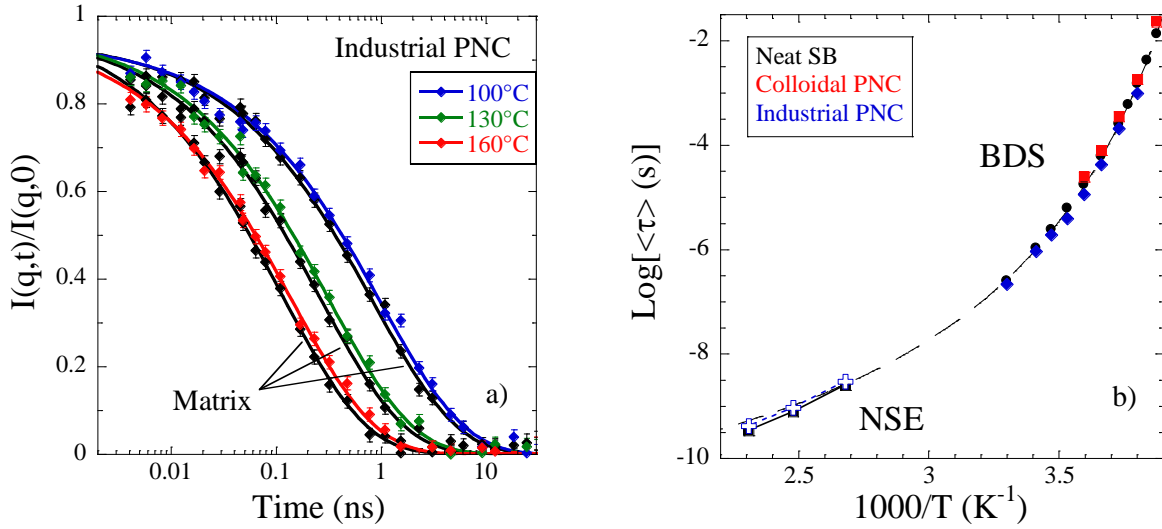 Industrial PNC
100°C
130°C
160°C
Matrix
a)
I(q,t)/I(q,0)
1
0.8
0.6
0.4
0.2
0
0.01
0.1
1
10
Time (ns)
Neat SB
Colloidal PNC
Industrial PNC
BDS
NSE
b)
Log[<τ> (s)]
-2
-4
-6
-8
-10
2.5
3
3.5
1000/T (K⁻¹)